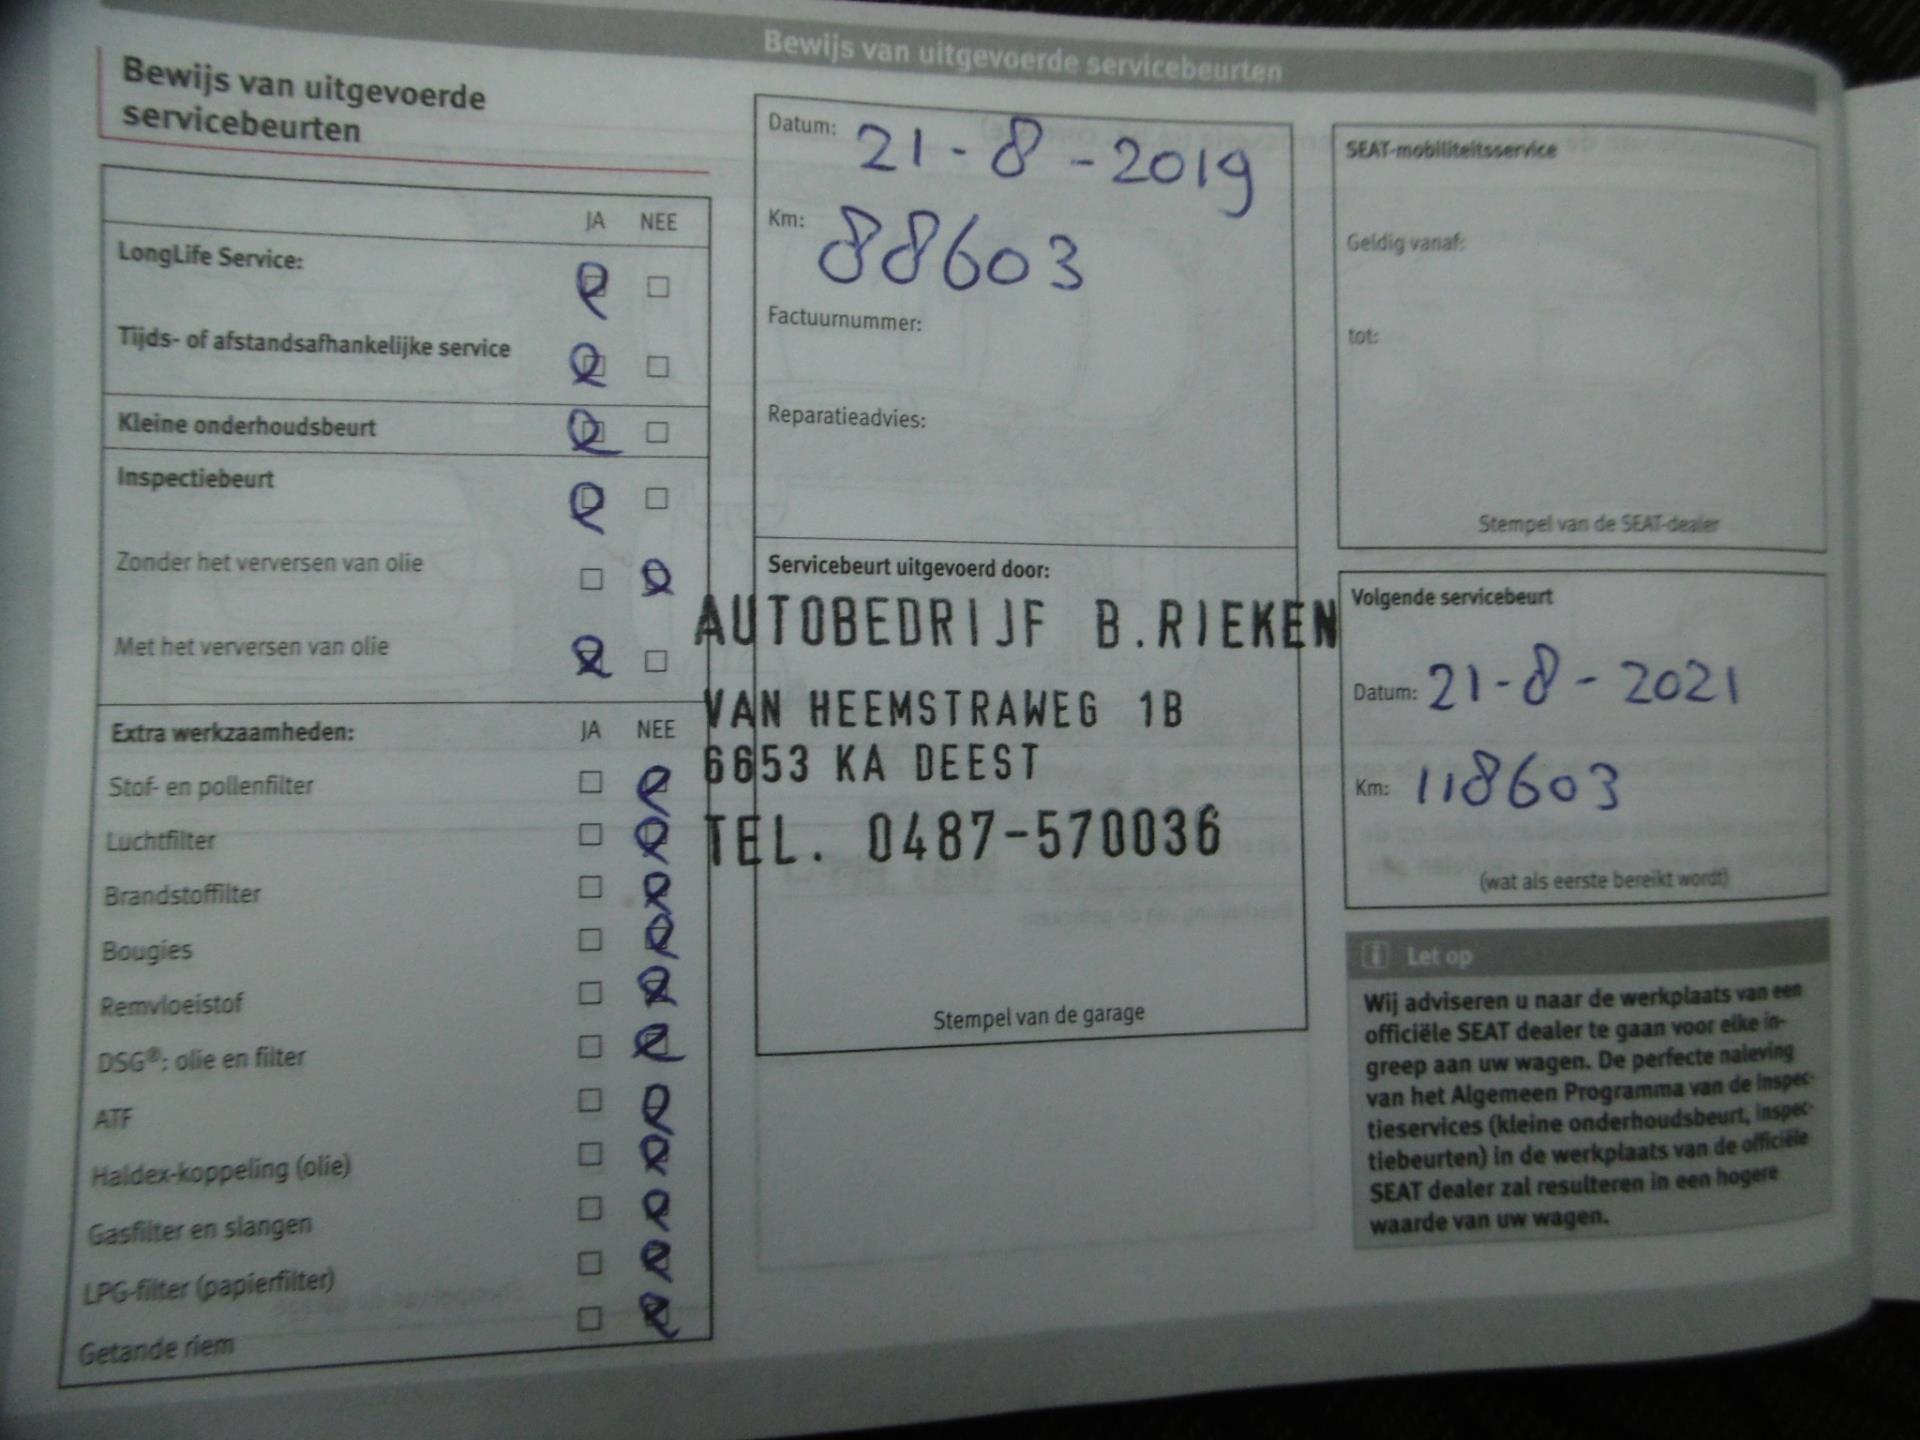 Bewijs van uitgevoerde servicebeurten
Bewijs van uitgevoerde
servicebeurten
JA NEE
LongLife Service:
Tijds- of afstandsafhankelijke service
Kleine onderhoudsbeurt
Inspectiebeurt
Zonder het verversen van olie
Met het verversen van olie
Extra werkzaamheden: JA NEE
Stof- en pollenfilter
Luchtfilter
Brandstoffilter
Bougies
Remvloeistof
DSG®: olie en filter
ATF
Haldex-koppeling (olie)
Gasfilter en slangen
LPG-filter (papierfilter)
Getande riem
Datum: 21-8-2019
Km: 88603
Factuurnummer:
Reparatieadvies:
Servicebeurt uitgevoerd door:
AUTOBEDRIJF B.RIEKEN
VAN HEEMSTRAWEG 1B
6653 KA DEEST
TEL. 0487-570036
Stempel van de garage
SEAT-mobiliteitsservice
Geldig vanaf:
tot:
Stempel van de SEAT-dealer
Volgende servicebeurt
Datum: 21-8-2021
Km: 118603
(wat als eerste bereikt wordt)
i Let op
Wij adviseren u naar de werkplaats van een
officiële SEAT dealer te gaan voor elke in-
greep aan uw wagen. De perfecte naleving
van het Algemeen Programma van de Inspec-
tieservices (kleine onderhoudsbeurt, inspec-
tiebeurten) in de werkplaats van de officiële
SEAT dealer zal resulteren in een hogere
waarde van uw wagen.